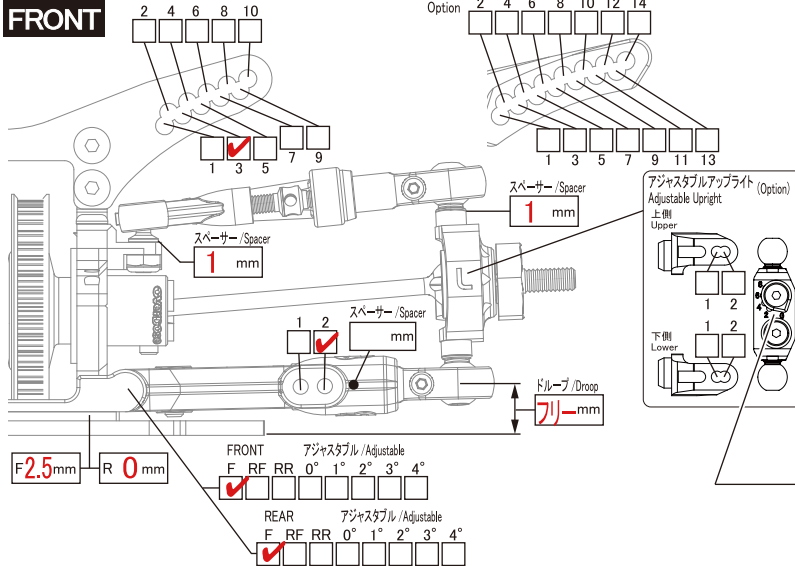 FRONT
2 4 6 8 10
1 3 5 7 9
Option 2 4 6 8 10 12 14
1 3 5 7 9 11 13
スペーサー/Spacer
1 mm
スペーサー/Spacer
1 mm
L
アジャスタブルアップライト (Option)
Adjustable Upright
上側
Upper
1 2
下側
Lower
1 2
1 2
スペーサー/Spacer
mm
ドループ/Droop
フリーmm
F2.5mm
R 0 mm
FRONT アジャスタブル/Adjustable
F RF RR 0° 1° 2° 3° 4°
REAR アジャスタブル/Adjustable
F RF RR 0° 1° 2° 3° 4°